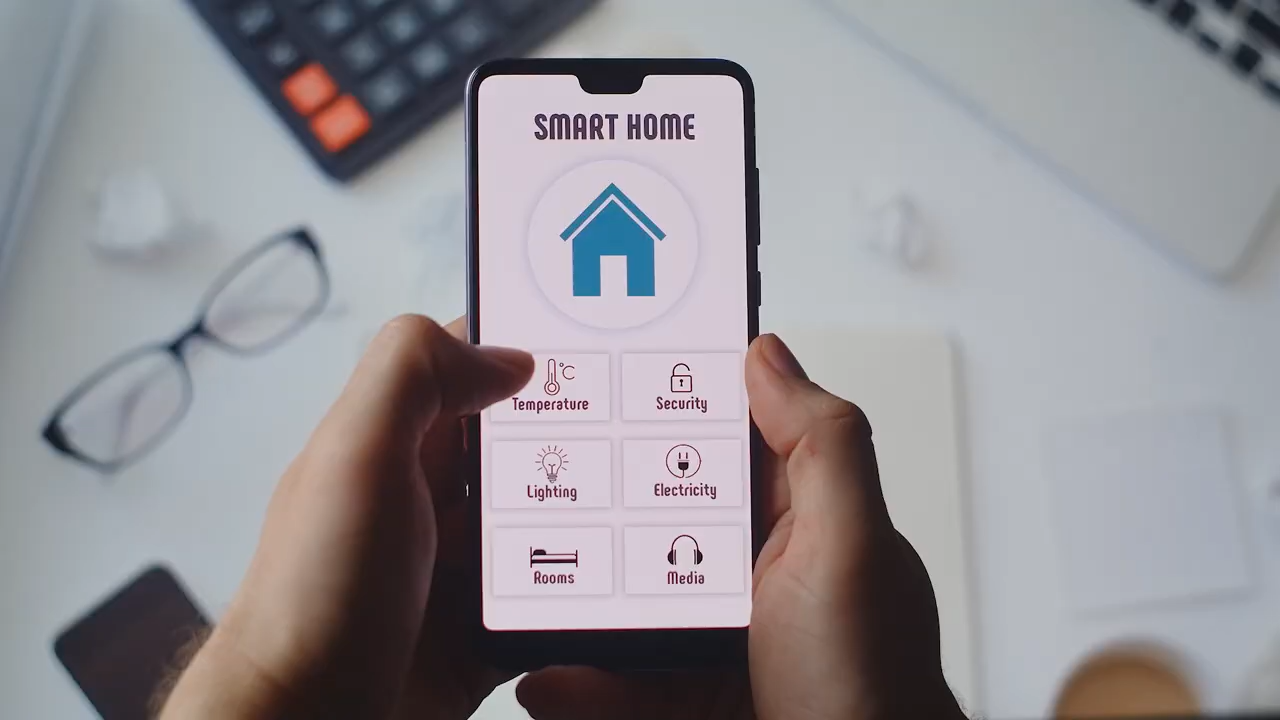 SMART HOME
°C
Temperature
Security
Lighting
Electricity
Rooms
Media